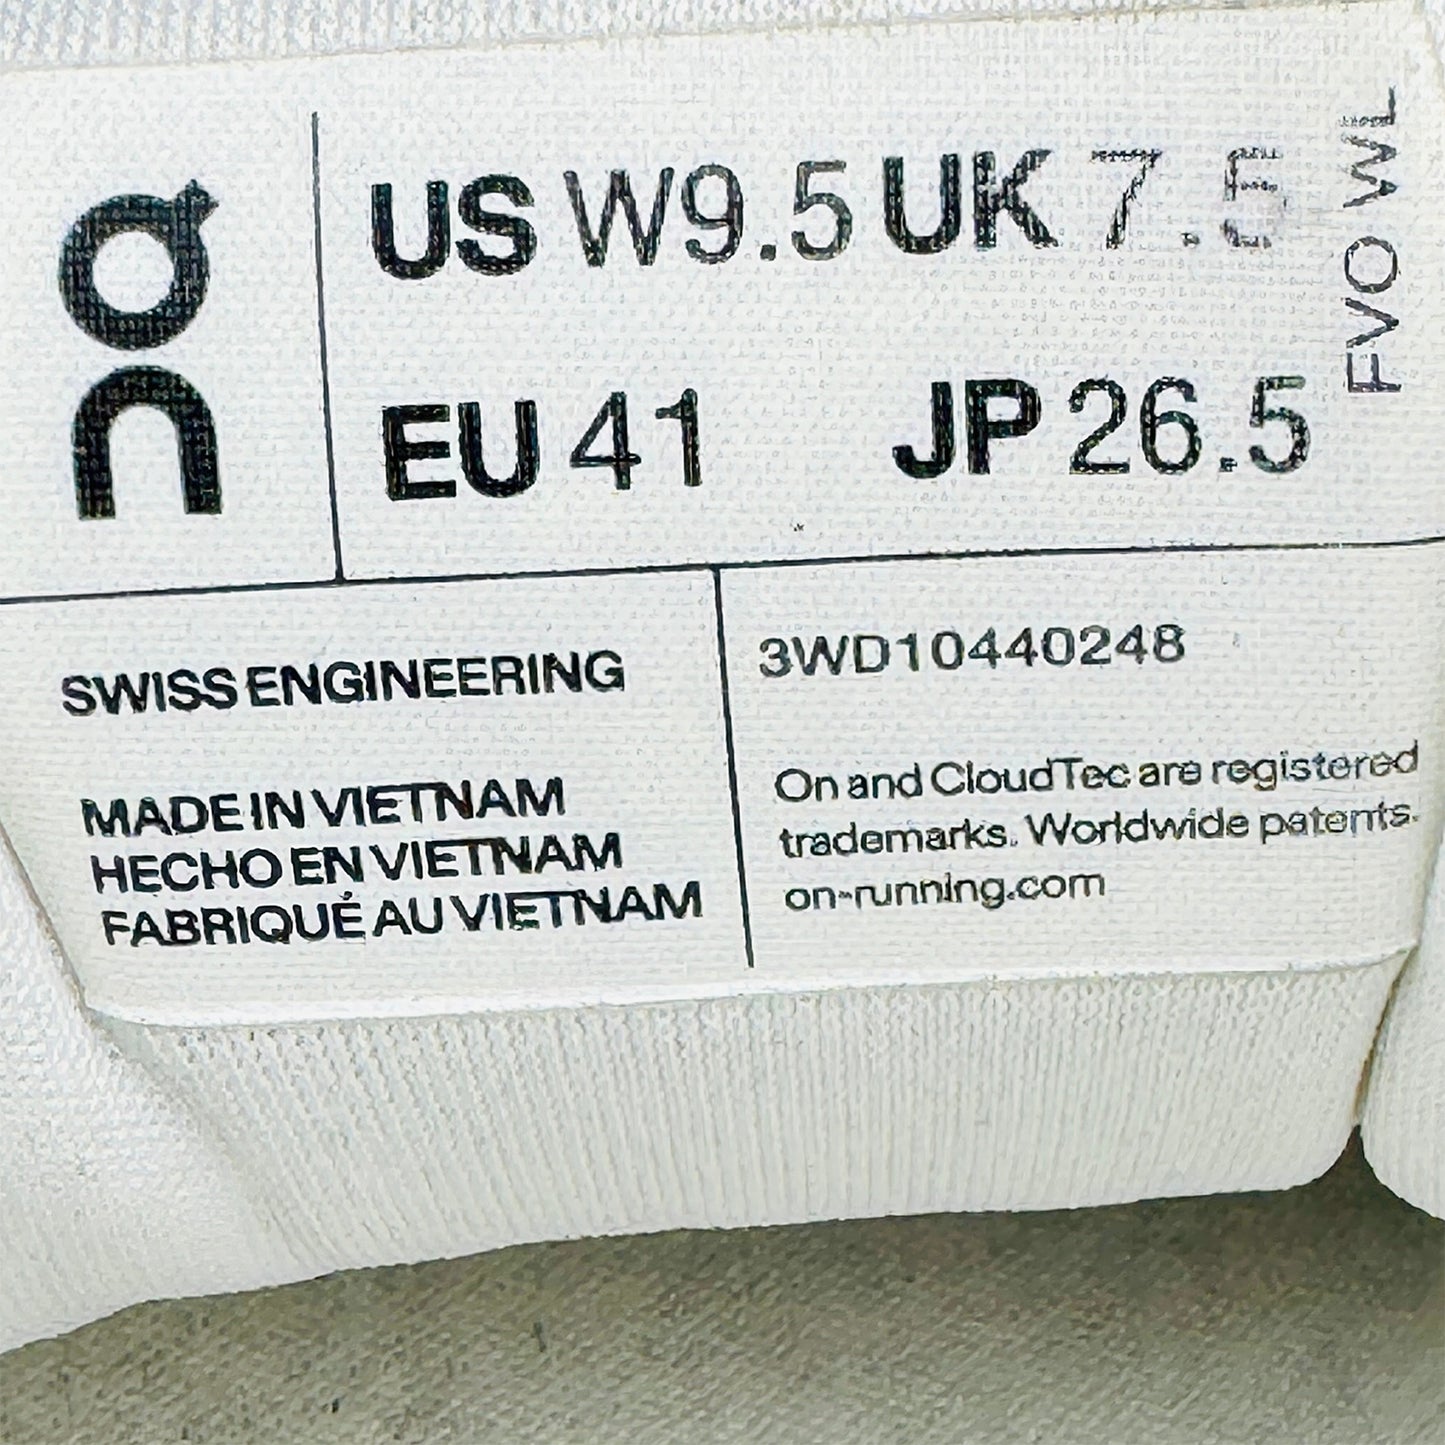 On
US W9.5 UK 7.5
EU 41 JP 26.5
FVO WL
SWISS ENGINEERING
MADE IN VIETNAM
HECHO EN VIETNAM
FABRIQUÉ AU VIETNAM
3WD10440248
On and CloudTec are registered
trademarks. Worldwide patents.
on-running.com